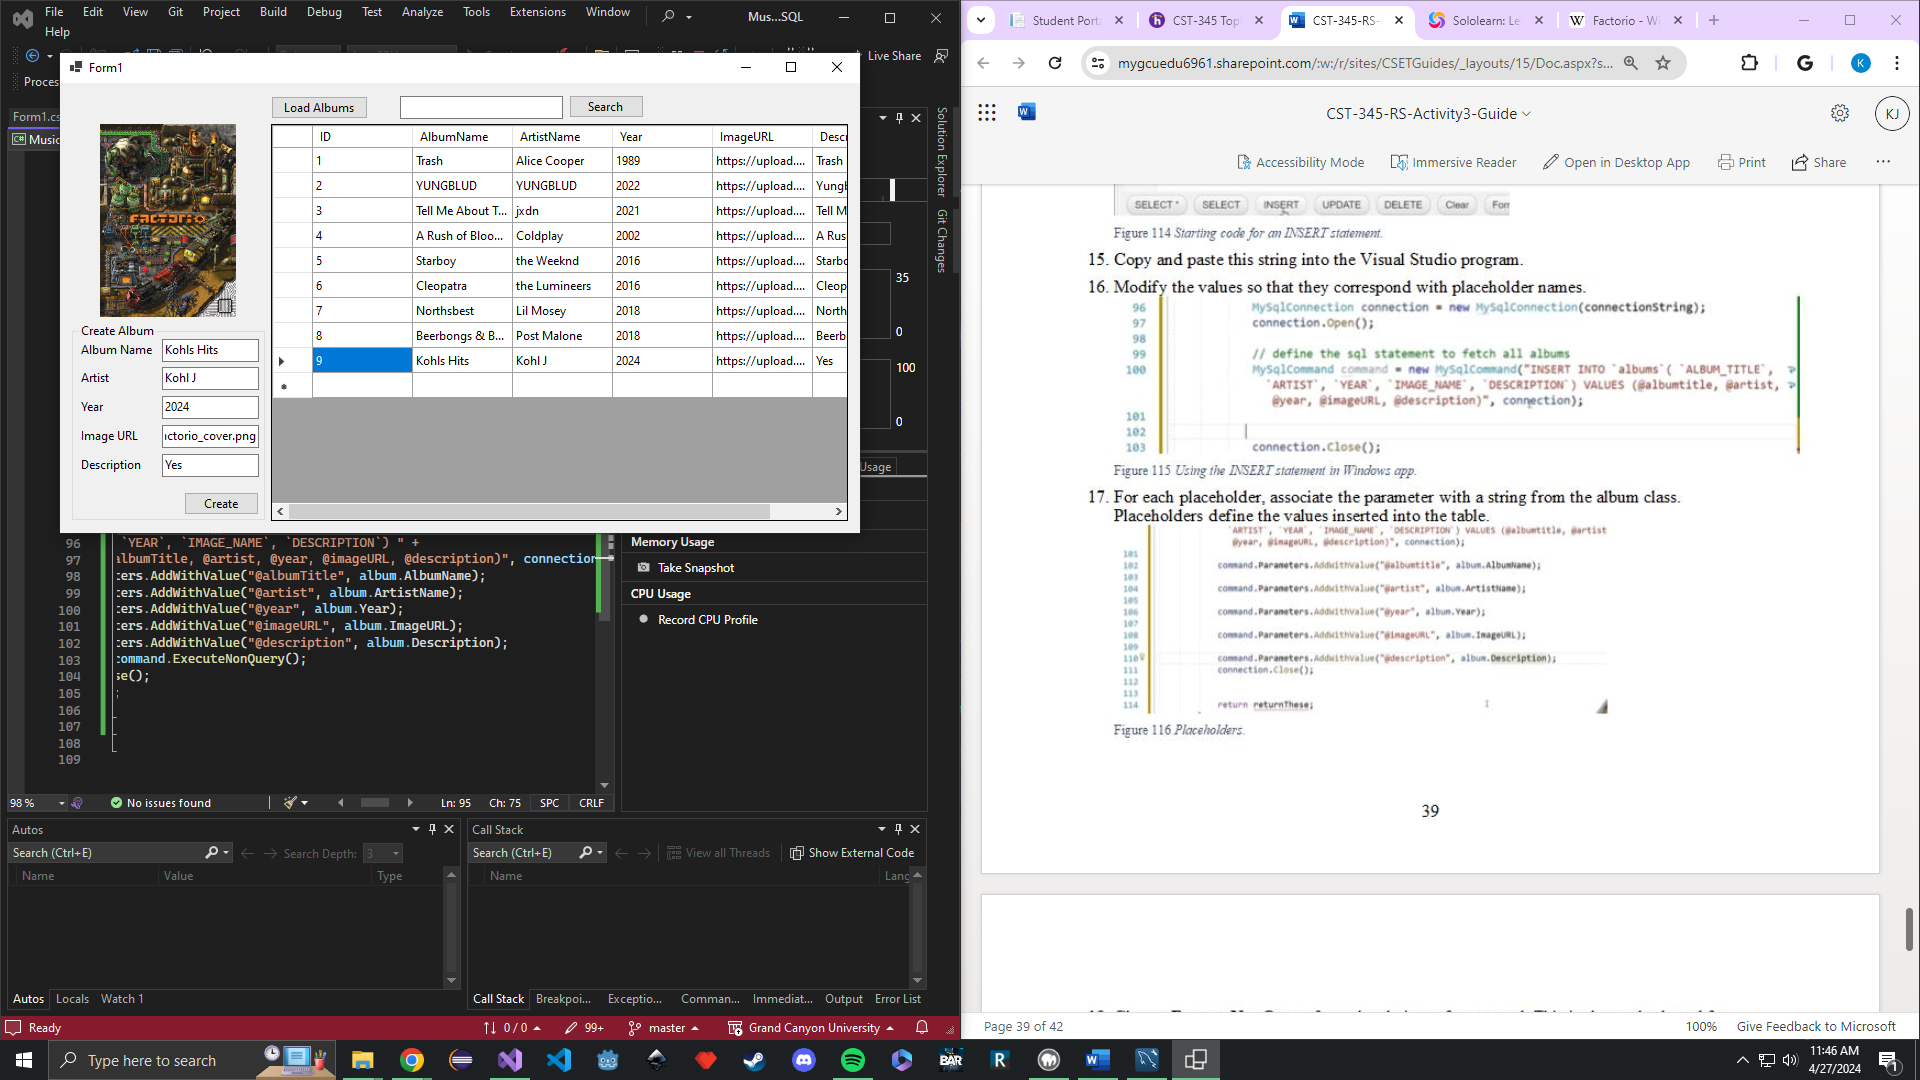 File Edit View Git Project Build Debug Test Analyze Tools Extensions Window Mus...SQL
Help
Live Share
Proces
Form1.cs
Music
Form1
Load Albums Search
FACTORIO
ID AlbumName ArtistName Year ImageURL Descr
1 Trash Alice Cooper 1989 https://upload.... Trash
2 YUNGBLUD YUNGBLUD 2022 https://upload.... Yungb
3 Tell Me About T... jxdn 2021 https://upload.... Tell M
4 A Rush of Bloo... Coldplay 2002 https://upload.... A Rus
5 Starboy the Weeknd 2016 https://upload.... Starbo
6 Cleopatra the Lumineers 2016 https://upload.... Cleop
7 Northsbest Lil Mosey 2018 https://upload.... North
8 Beerbongs & B... Post Malone 2018 https://upload.... Beerb
9 Kohls Hits Kohl J 2024 https://upload.... Yes
Create Album
Album Name Kohls Hits
Artist Kohl J
Year 2024
Image URL ictorio_cover.png
Description Yes
Create
Solution Explorer
Git Changes
35
0
100
0
Usage
Memory Usage
Take Snapshot
CPU Usage
Record CPU Profile
96 `YEAR`, `IMAGE_NAME`, `DESCRIPTION`) " +
97 albumTitle, @artist, @year, @imageURL, @description)", connection
98 ters.AddWithValue("@albumTitle", album.AlbumName);
99 ters.AddWithValue("@artist", album.ArtistName);
100 ters.AddWithValue("@year", album.Year);
101 ters.AddWithValue("@imageURL", album.ImageURL);
102 ters.AddWithValue("@description", album.Description);
103 command.ExecuteNonQuery();
104 se();
105 ;
106
107
108
109
98 % No issues found Ln: 95 Ch: 75 SPC CRLF
Autos
Search (Ctrl+E) Search Depth: 3
Name Value Type
Autos Locals Watch 1
Call Stack
Search (Ctrl+E) View all Threads Show External Code
Name Lang
Call Stack Breakpoi... Exceptio... Comman... Immediat... Output Error List
Ready 0 / 0 99+ master Grand Canyon University
Student Port CST-345 Top CST-345-RS- Sololearn: Le Factorio - Wi
mygcuedu6961.sharepoint.com/:w:/r/sites/CSETGuides/_layouts/15/Doc.aspx?s... K
CST-345-RS-Activity3-Guide KJ
Accessibility Mode Immersive Reader Open in Desktop App Print Share
SELECT * SELECT INSERT UPDATE DELETE Clear For
Figure 114 Starting code for an INSERT statement.
15. Copy and paste this string into the Visual Studio program.
16. Modify the values so that they correspond with placeholder names.
96 MySqlConnection connection = new MySqlConnection(connectionString);
97 connection.Open();
98
99 // define the sql statement to fetch all albums
100 MySqlCommand command = new MySqlCommand("INSERT INTO `albums`( `ALBUM_TITLE`,
`ARTIST`, `YEAR`, `IMAGE_NAME`, `DESCRIPTION`) VALUES (@albumtitle, @artist,
@year, @imageURL, @description)", connection);
101
102
103 connection.Close();
Figure 115 Using the INSERT statement in Windows app.
17. For each placeholder, associate the parameter with a string from the album class.
Placeholders define the values inserted into the table.
`ARTIST`, `YEAR`, `IMAGE_NAME`, `DESCRIPTION`) VALUES (@albumtitle, @artist
@year, @imageURL, @description)", connection);
101
102 command.Parameters.AddWithValue("@albumtitle", album.AlbumName);
103
104 command.Parameters.AddWithValue("@artist", album.ArtistName);
105
106 command.Parameters.AddWithValue("@year", album.Year);
107
108 command.Parameters.AddWithValue("@imageURL", album.ImageURL);
109
110 command.Parameters.AddWithValue("@description", album.Description);
111 connection.Close();
112
113
114 return returnThese;
Figure 116 Placeholders.
39
Page 39 of 42 100% Give Feedback to Microsoft
Type here to search BAR R 11:46 AM
4/27/2024 1